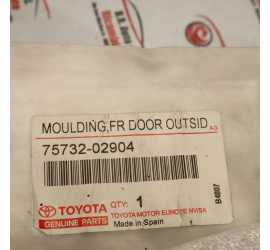 MOULDING,FR DOOR OUTSID AG
75732-02904
TOYOTA
GENUINE PARTS
QTY: 1
TOYOTA MOTOR EUROPE NV/SA
Made in Spain